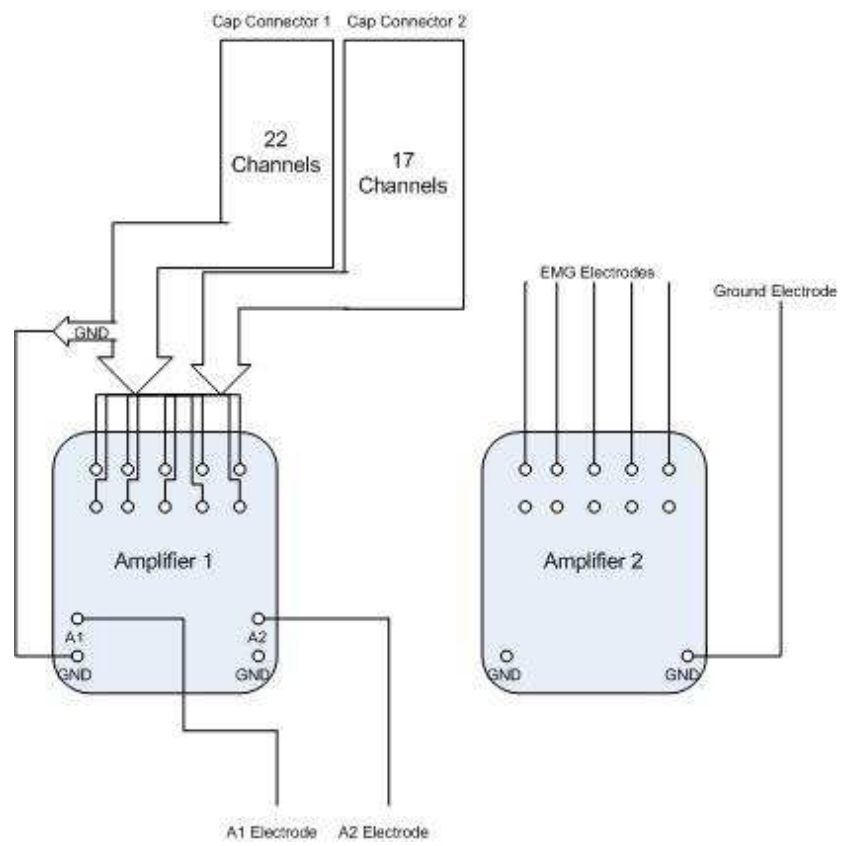 Cap Connector 1
Cap Connector 2
22
Channels
17
Channels
EMG Electrodes
Ground Electrode
GND
Amplifier 1
Amplifier 2
A1
A2
GND
GND
GND
GND
A1 Electrode
A2 Electrode